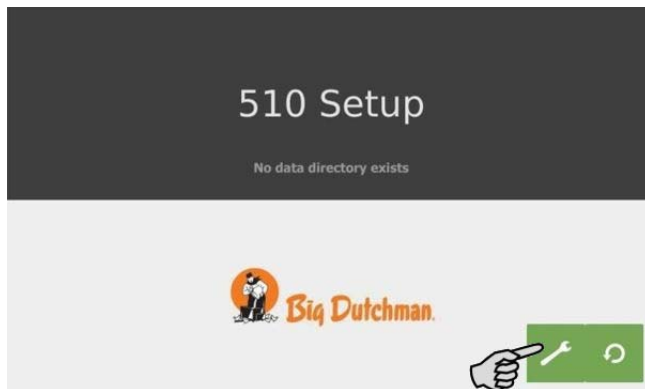 510 Setup
No data directory exists
Big Dutchman.